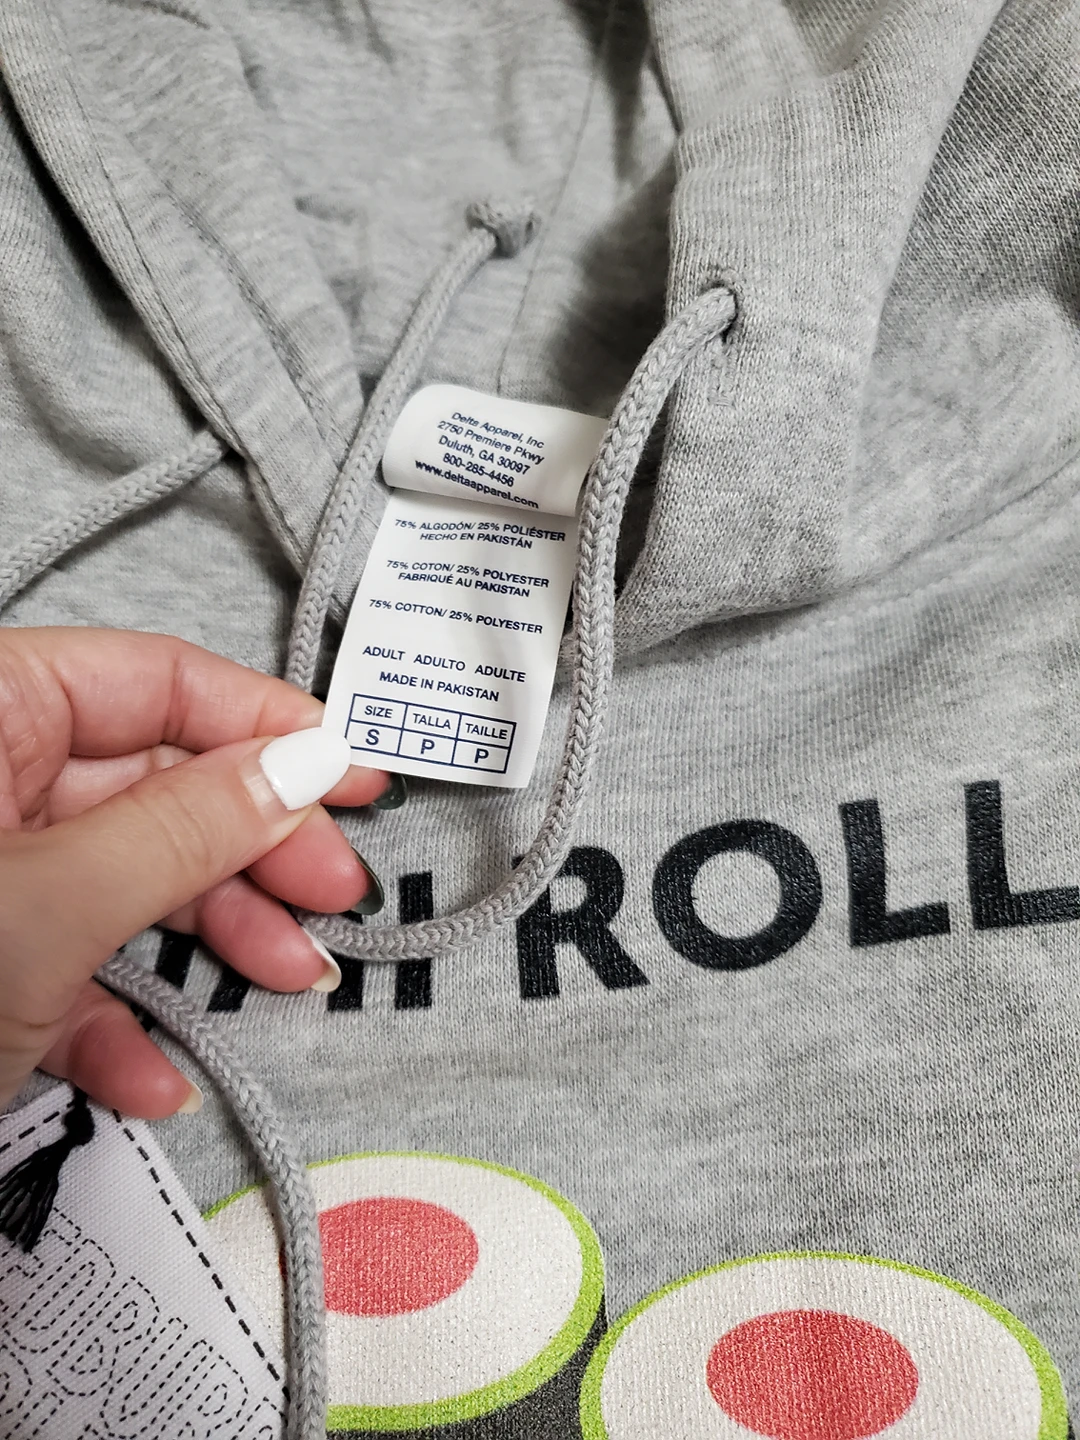 Delta Apparel, Inc
2750 Premiere Pkwy
Duluth, GA 30097
800-285-4456
www.deltaapparel.com
75% ALGODÓN/ 25% POLIÉSTER
HECHO EN PAKISTÁN
75% COTON/ 25% POLYESTER
FABRIQUÉ AU PAKISTAN
75% COTTON/ 25% POLYESTER
ADULT ADULTO ADULTE
MADE IN PAKISTAN
SIZE TALLA TAILLE
S P P
ROLL